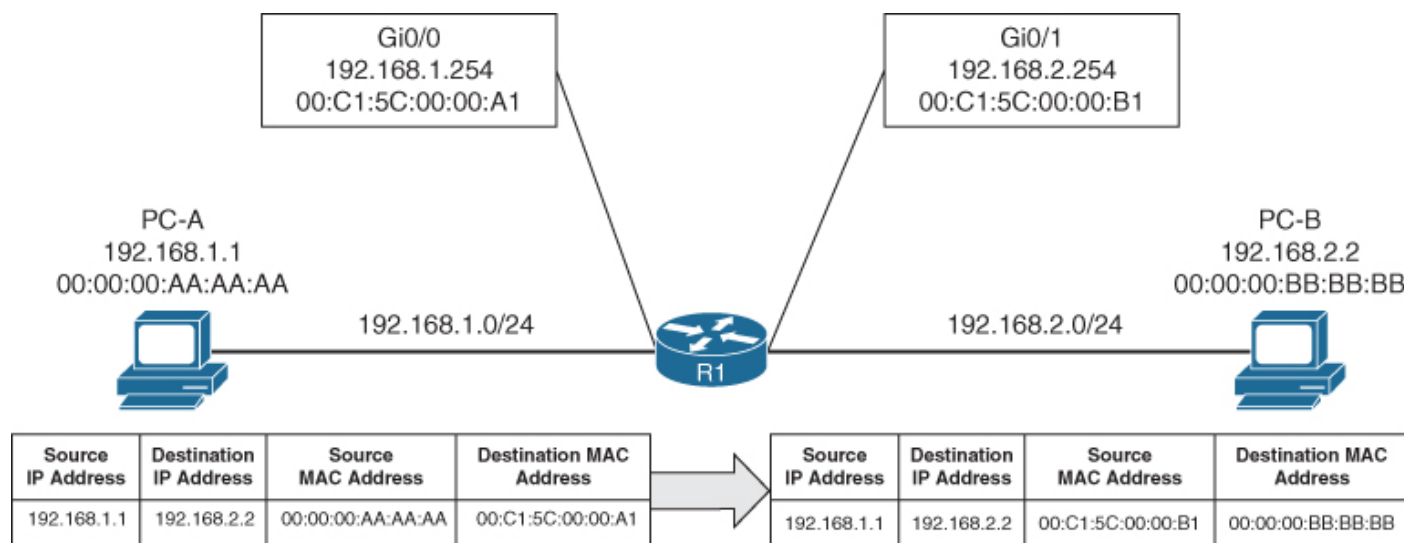 Gi0/0
192.168.1.254
00:C1:5C:00:00:A1
Gi0/1
192.168.2.254
00:C1:5C:00:00:B1
PC-A
192.168.1.1
00:00:00:AA:AA:AA
PC-B
192.168.2.2
00:00:00:BB:BB:BB
192.168.1.0/24
192.168.2.0/24
R1
Source IP Address Destination IP Address Source MAC Address Destination MAC Address
192.168.1.1 192.168.2.2 00:00:00:AA:AA:AA 00:C1:5C:00:00:A1
Source IP Address Destination IP Address Source MAC Address Destination MAC Address
192.168.1.1 192.168.2.2 00:C1:5C:00:00:B1 00:00:00:BB:BB:BB